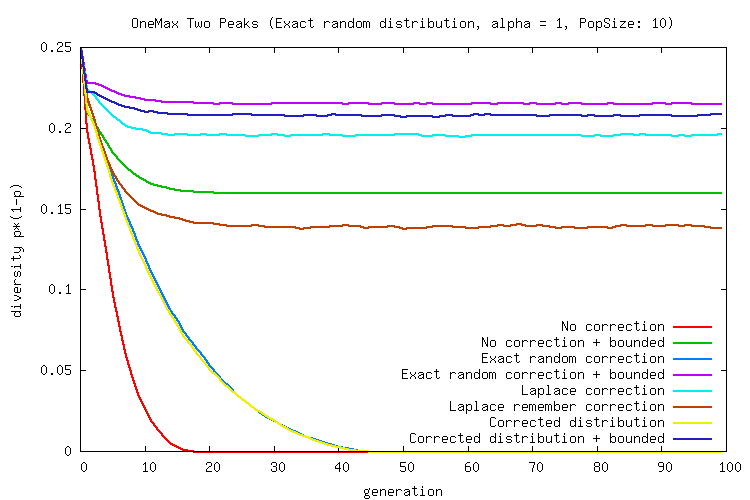 OneMax Two Peaks (Exact random distribution, alpha = 1, PopSize: 10)
0.25
0.2
0.15
0.1
0.05
0
diversity p*(1-p)
No correction
No correction + bounded
Exact random correction
Exact random correction + bounded
Laplace correction
Laplace remember correction
Corrected distribution
Corrected distribution + bounded
0 10 20 30 40 50 60 70 80 90 100
generation